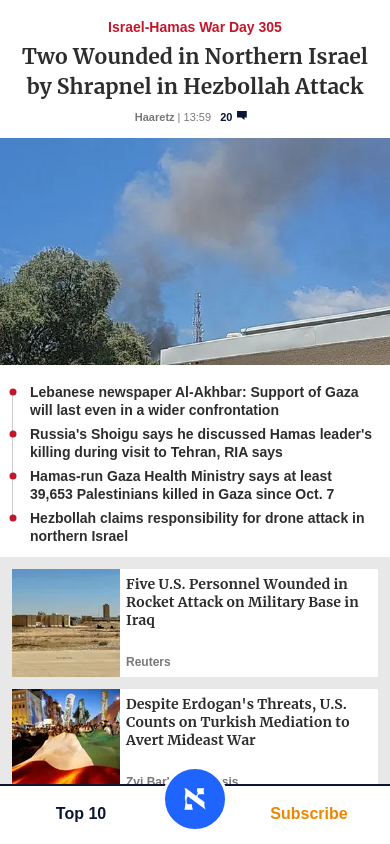 Israel-Hamas War Day 305
Two Wounded in Northern Israel
by Shrapnel in Hezbollah Attack
Haaretz | 13:59 20
Lebanese newspaper Al-Akhbar: Support of Gaza
will last even in a wider confrontation
Russia's Shoigu says he discussed Hamas leader's
killing during visit to Tehran, RIA says
Hamas-run Gaza Health Ministry says at least
39,653 Palestinians killed in Gaza since Oct. 7
Hezbollah claims responsibility for drone attack in
northern Israel
Five U.S. Personnel Wounded in
Rocket Attack on Military Base in
Iraq
Reuters
Despite Erdogan's Threats, U.S.
Counts on Turkish Mediation to
Avert Mideast War
Zvi
Top 10
Subscribe